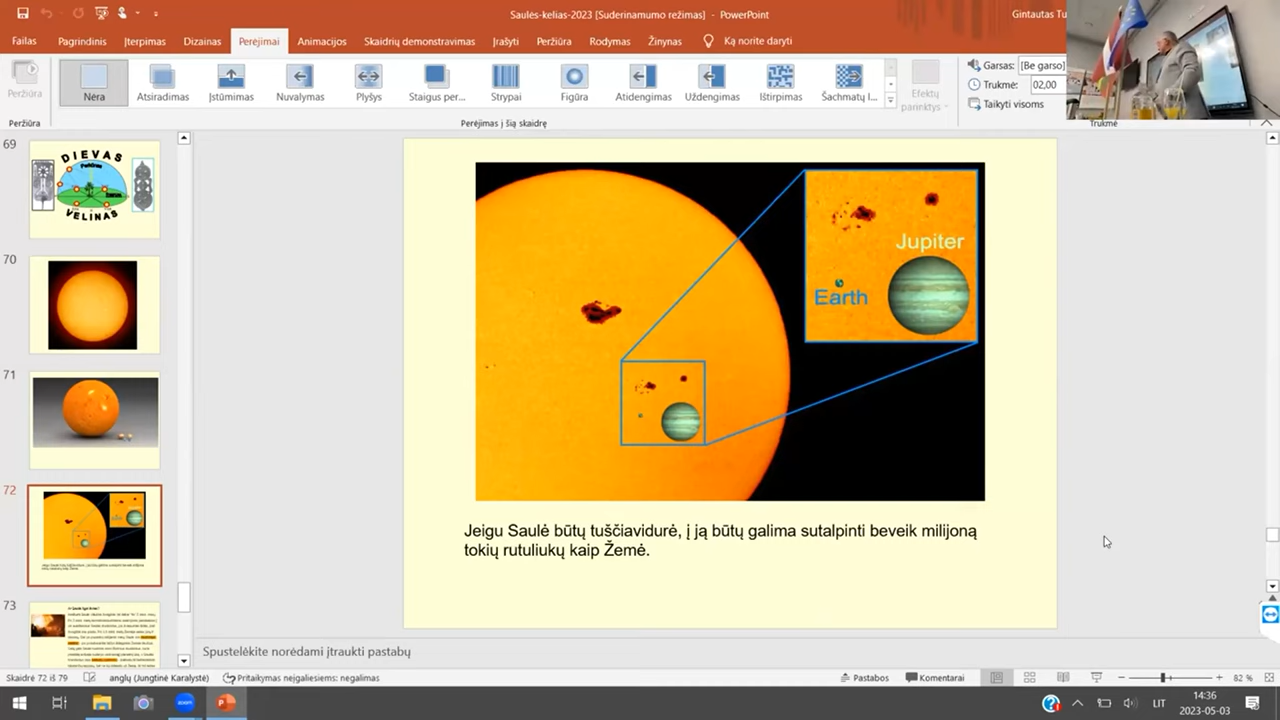 Saulės-kelias-2023 [Suderinamumo režimas] - PowerPoint
Gintautas Tu
Failas Pagrindinis Įterpimas Dizainas Perėjimai Animacijos Skaidrių demonstravimas Įrašyti Peržiūra Rodymas Žinynas Ką norite daryti
Peržiūra
Nėra Atsiradimas Įstūmimas Nuvalymas Plyšys Staigus per... Strypai Figūra Atidengimas Uždengimas Ištirpimas Šachmatų l...
Efektų
parinktys
Garsas: [Be garso]
Trukmė: 02,00
Taikyti visoms
Peržiūra Perėjimas į šią skaidrę Trukmė
69
DIEVAS
VELINAS
70
71
72
73
Jupiter
Earth
Jeigu Saulė būtų tuščiavidurė, į ją būtų galima sutalpinti beveik milijoną
tokių rutuliukų kaip Žemė.
Spustelėkite norėdami įtraukti pastabų
Skaidrė 72 iš 79 anglų (Jungtinė Karalystė) Pritaikymas neįgaliesiems: negalimas Pastabos Komentarai 82 %
zoom
LIT
14:36
2023-05-03